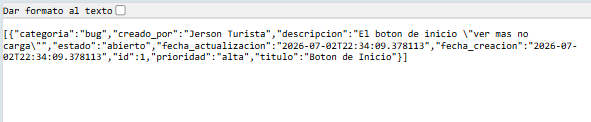 Dar formato al texto
[{"categoria":"bug","creado_por":"Jerson Turista","descripcion":"El boton de inicio \"ver mas no
carga\"","estado":"abierto","fecha_actualizacion":"2026-07-02T22:34:09.378113","fecha_creacion":"2026-07-
02T22:34:09.378113","id":1,"prioridad":"alta","titulo":"Boton de Inicio"}]